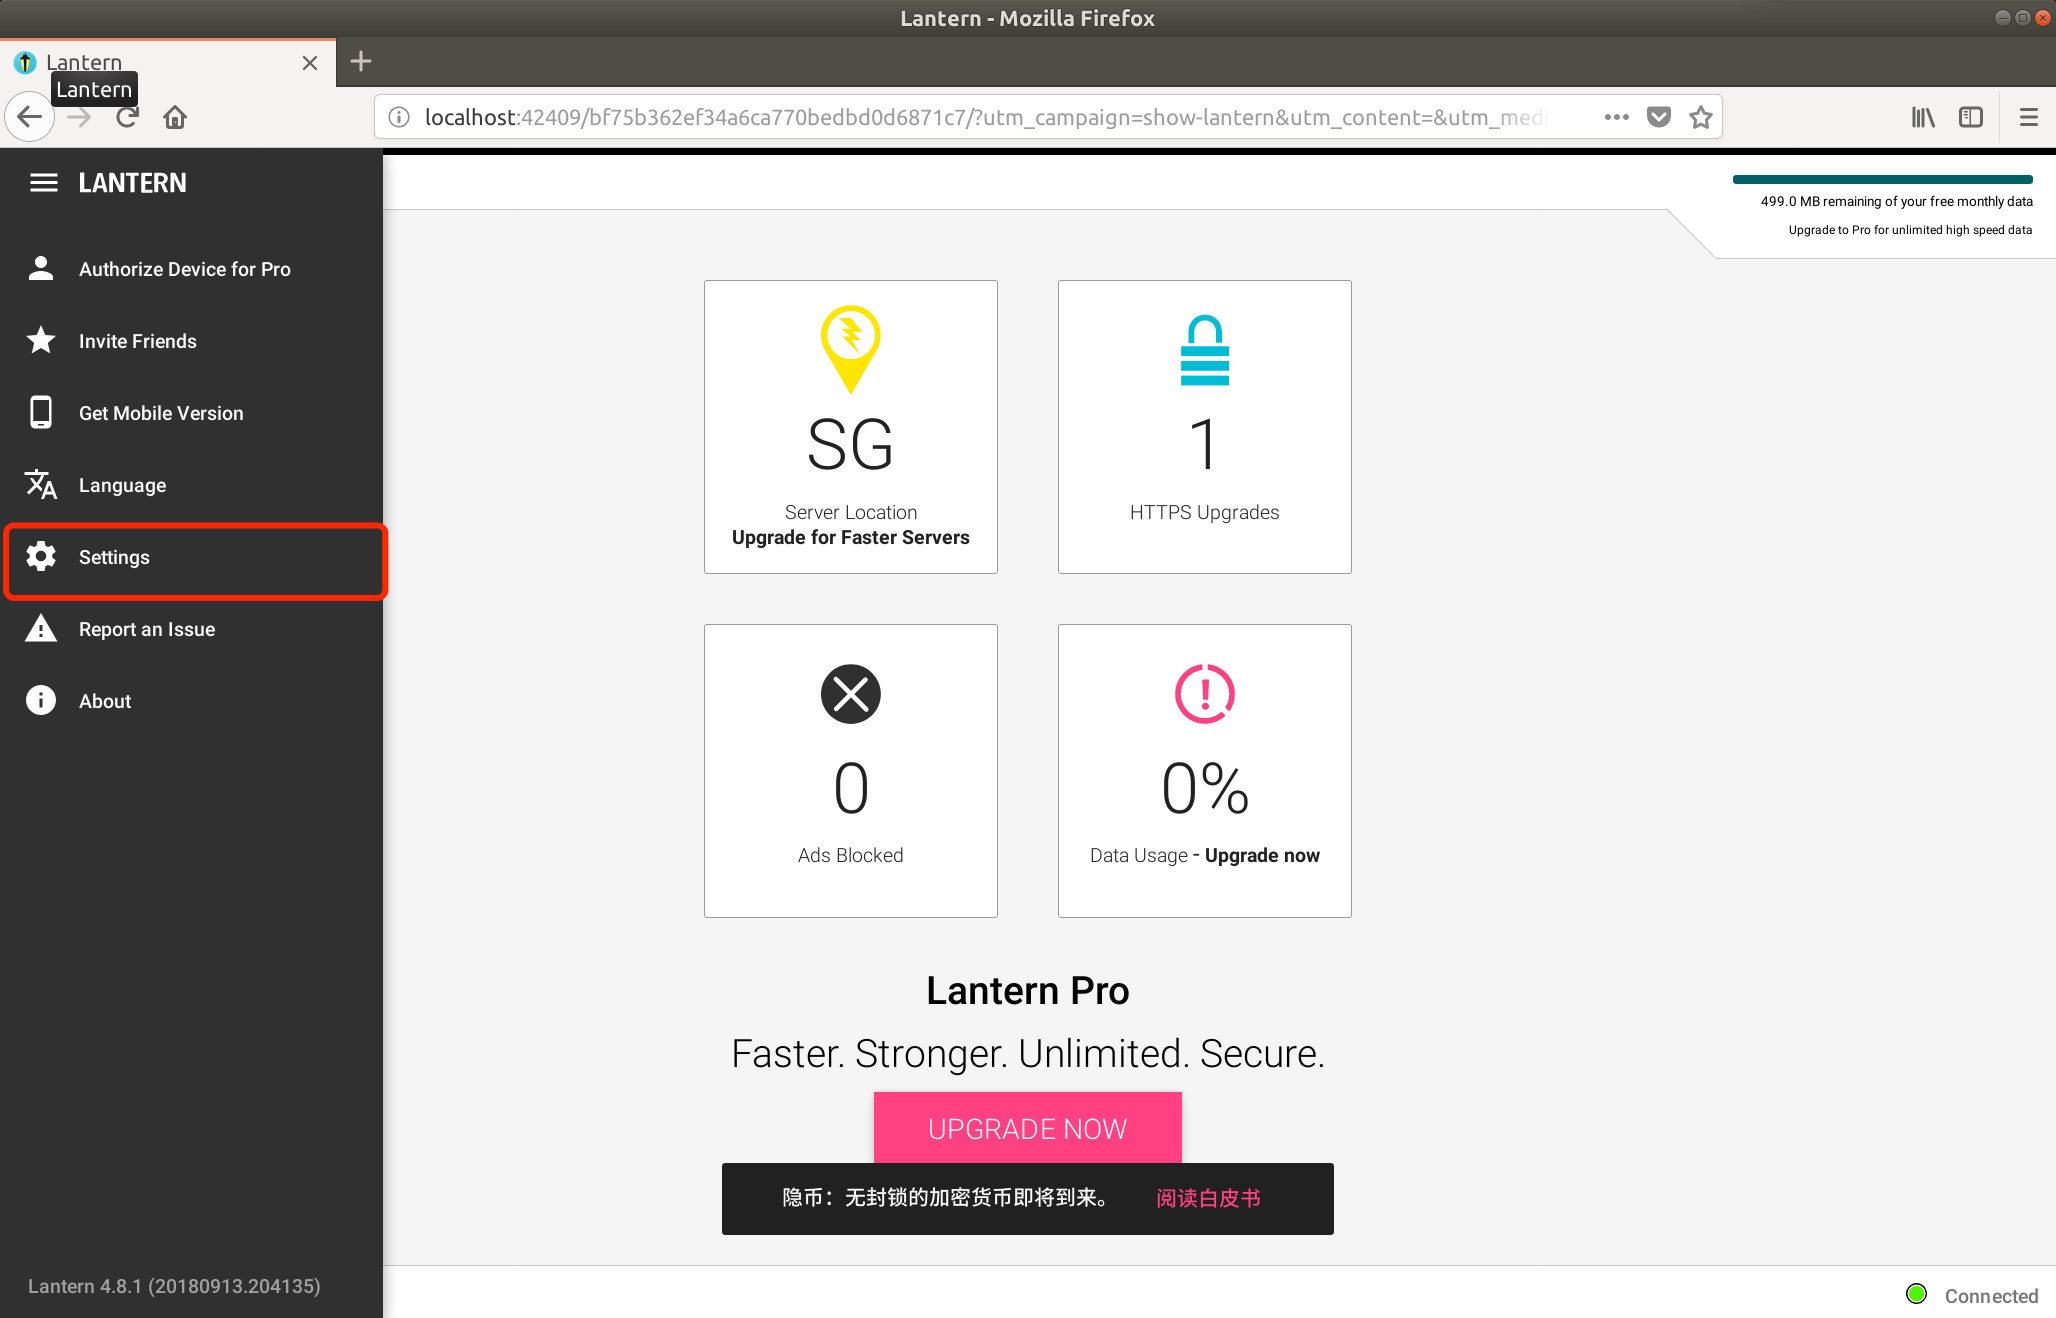 Lantern - Mozilla Firefox
Lantern
Lantern
localhost:42409/bf75b362ef34a6ca770bedbd0d6871c7/?utm_campaign=show-lantern&utm_content=&utm_medi
LANTERN
499.0 MB remaining of your free monthly data
Upgrade to Pro for unlimited high speed data
Authorize Device for Pro
Invite Friends
Get Mobile Version
Language
Settings
Report an Issue
About
SG
Server Location
Upgrade for Faster Servers
1
HTTPS Upgrades
0
Ads Blocked
0%
Data Usage - Upgrade now
Lantern Pro
Faster. Stronger. Unlimited. Secure.
UPGRADE NOW
隐币：无封锁的加密货币即将到来。 阅读白皮书
Lantern 4.8.1 (20180913.204135)
Connected